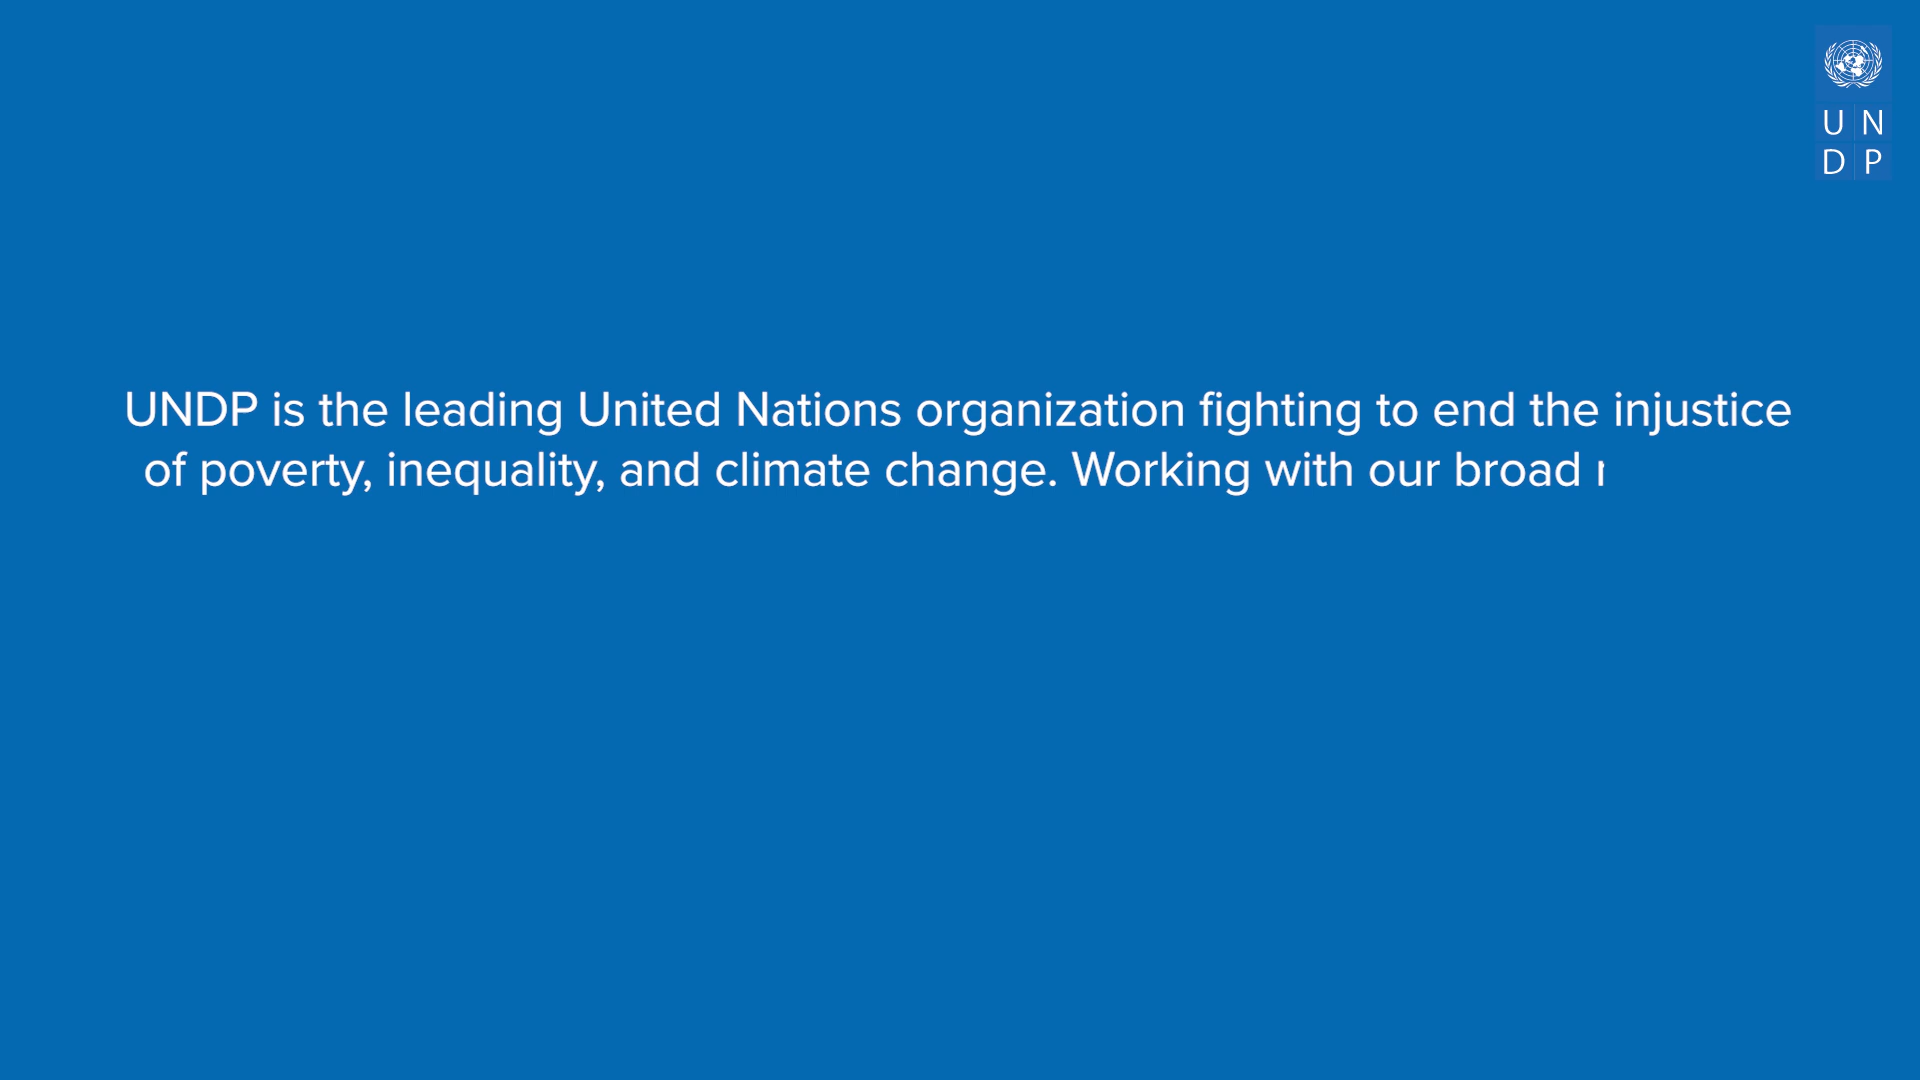 U N
D P
UNDP is the leading United Nations organization fighting to end the injustice
of poverty, inequality, and climate change. Working with our broad